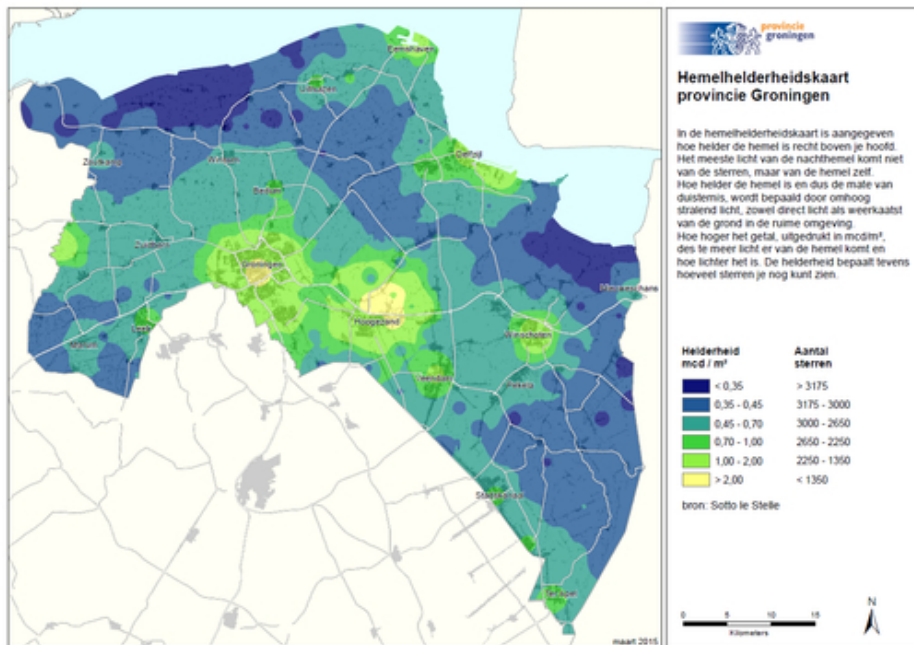 provincie
groningen
Hemelhelderheidskaart
provincie Groningen
In de hemelhelderheidskaart is aangegeven
hoe helder de hemel is recht boven je hoofd.
Het meeste licht van de nachthemel komt niet
van de sterren, maar van de hemel zelf.
Hoe helder de hemel is en dus de mate van
duisternis, wordt bepaald door omhoog
stralend licht, zowel direct licht als weerkaatst
van de grond in de ruime omgeving.
Hoe hoger het getal, uitgedrukt in mcd/m²,
des te meer licht er van de hemel komt en
hoe lichter het is. De helderheid bepaalt tevens
hoeveel sterren je nog kunt zien.
Helderheid Aantal
mcd / m² sterren
< 0,35 > 3175
0,35 - 0,45 3175 - 3000
0,45 - 0,70 3000 - 2650
0,70 - 1,00 2650 - 2250
1,00 - 2,00 2250 - 1350
> 2,00 < 1350
bron: Sotto le Stelle
N
0 5 10 15
Kilometers
maart 2015
Eemshaven
Uithuizen
Zoutkamp
Winsum
Delfzijl
Bedum
Zuidhorn
Groningen
Nieuweschans
Hoogezand
Leek
Marum
Winschoten
Veendam
Pekela
Stadskanaal
Ter Apel